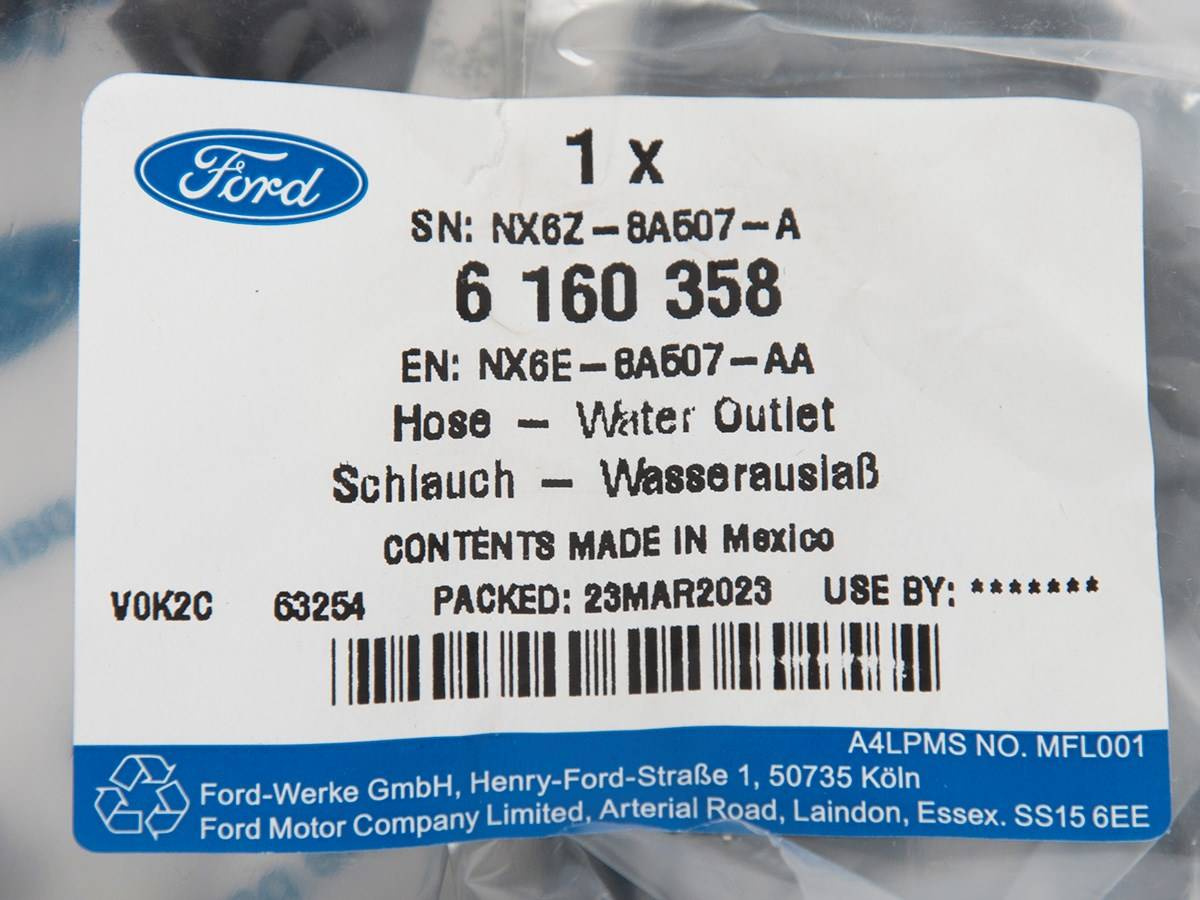 Ford
1 x
SN: NX6Z-8A507-A
6 160 358
EN: NX6E-8A507-AA
Hose - Water Outlet
Schlauch - Wasserauslaß
CONTENTS MADE IN Mexico
V0K2C 63254 PACKED: 23MAR2023 USE BY: *******
A4LPMS NO. MFL001
Ford-Werke GmbH, Henry-Ford-Straße 1, 50735 Köln
Ford Motor Company Limited, Arterial Road, Laindon, Essex. SS15 6EE